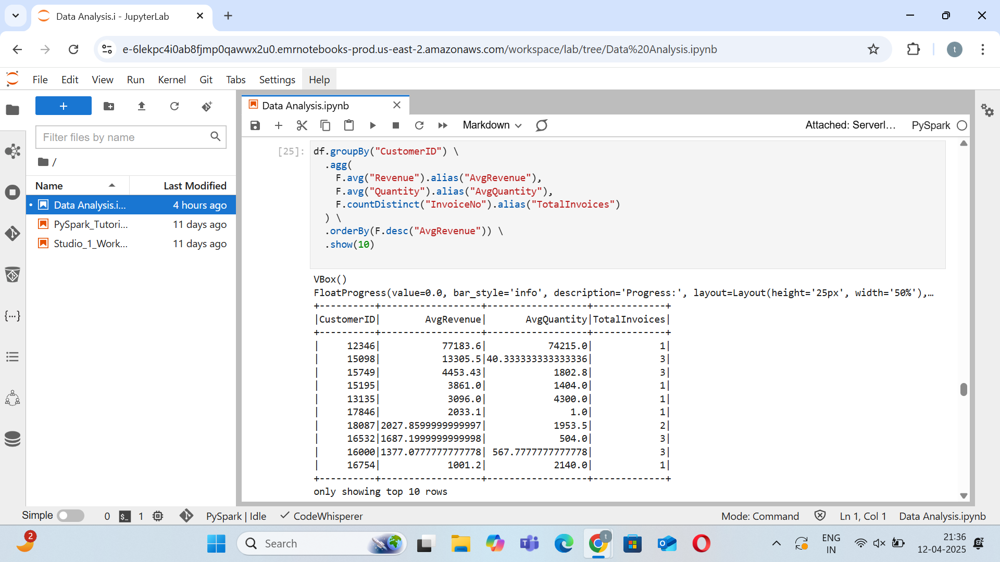 Data Analysis.i - JupyterLab
e-6lekpc4i0ab8fjmp0qawwx2u0.emrnotebooks-prod.us-east-2.amazonaws.com/workspace/lab/tree/Data%20Analysis.ipynb
t
File Edit View Run Kernel Git Tabs Settings Help
Data Analysis.ipynb
Markdown
Attached: Serverl... PySpark
Filter files by name
/
Name Last Modified
Data Analysis.i... 4 hours ago
PySpark_Tutori... 11 days ago
Studio_1_Work... 11 days ago
[25]: df.groupBy("CustomerID") \
.agg(
F.avg("Revenue").alias("AvgRevenue"),
F.avg("Quantity").alias("AvgQuantity"),
F.countDistinct("InvoiceNo").alias("TotalInvoices")
) \
.orderBy(F.desc("AvgRevenue")) \
.show(10)
VBox()
FloatProgress(value=0.0, bar_style='info', description='Progress:', layout=Layout(height='25px', width='50%'),…
+----------+------------------+------------------+-------------+
|CustomerID|        AvgRevenue|       AvgQuantity|TotalInvoices|
+----------+------------------+------------------+-------------+
|     12346|           77183.6|           74215.0|            1|
|     15098|           13305.5|40.333333333333336|            3|
|     15749|           4453.43|            1802.8|            3|
|     15195|            3861.0|            1404.0|            1|
|     13135|            3096.0|            4300.0|            1|
|     17846|            2033.1|               1.0|            1|
|     18087|2027.8599999999997|            1953.5|            2|
|     16532|1687.1999999999998|             504.0|            3|
|     16000|1377.0777777777778| 567.7777777777778|            3|
|     16754|            1001.2|            2140.0|            1|
+----------+------------------+------------------+-------------+
only showing top 10 rows
Simple 0 $_ 1 PySpark | Idle CodeWhisperer Mode: Command Ln 1, Col 1 Data Analysis.ipynb
2
Search
t
ENG
IN
21:36
12-04-2025